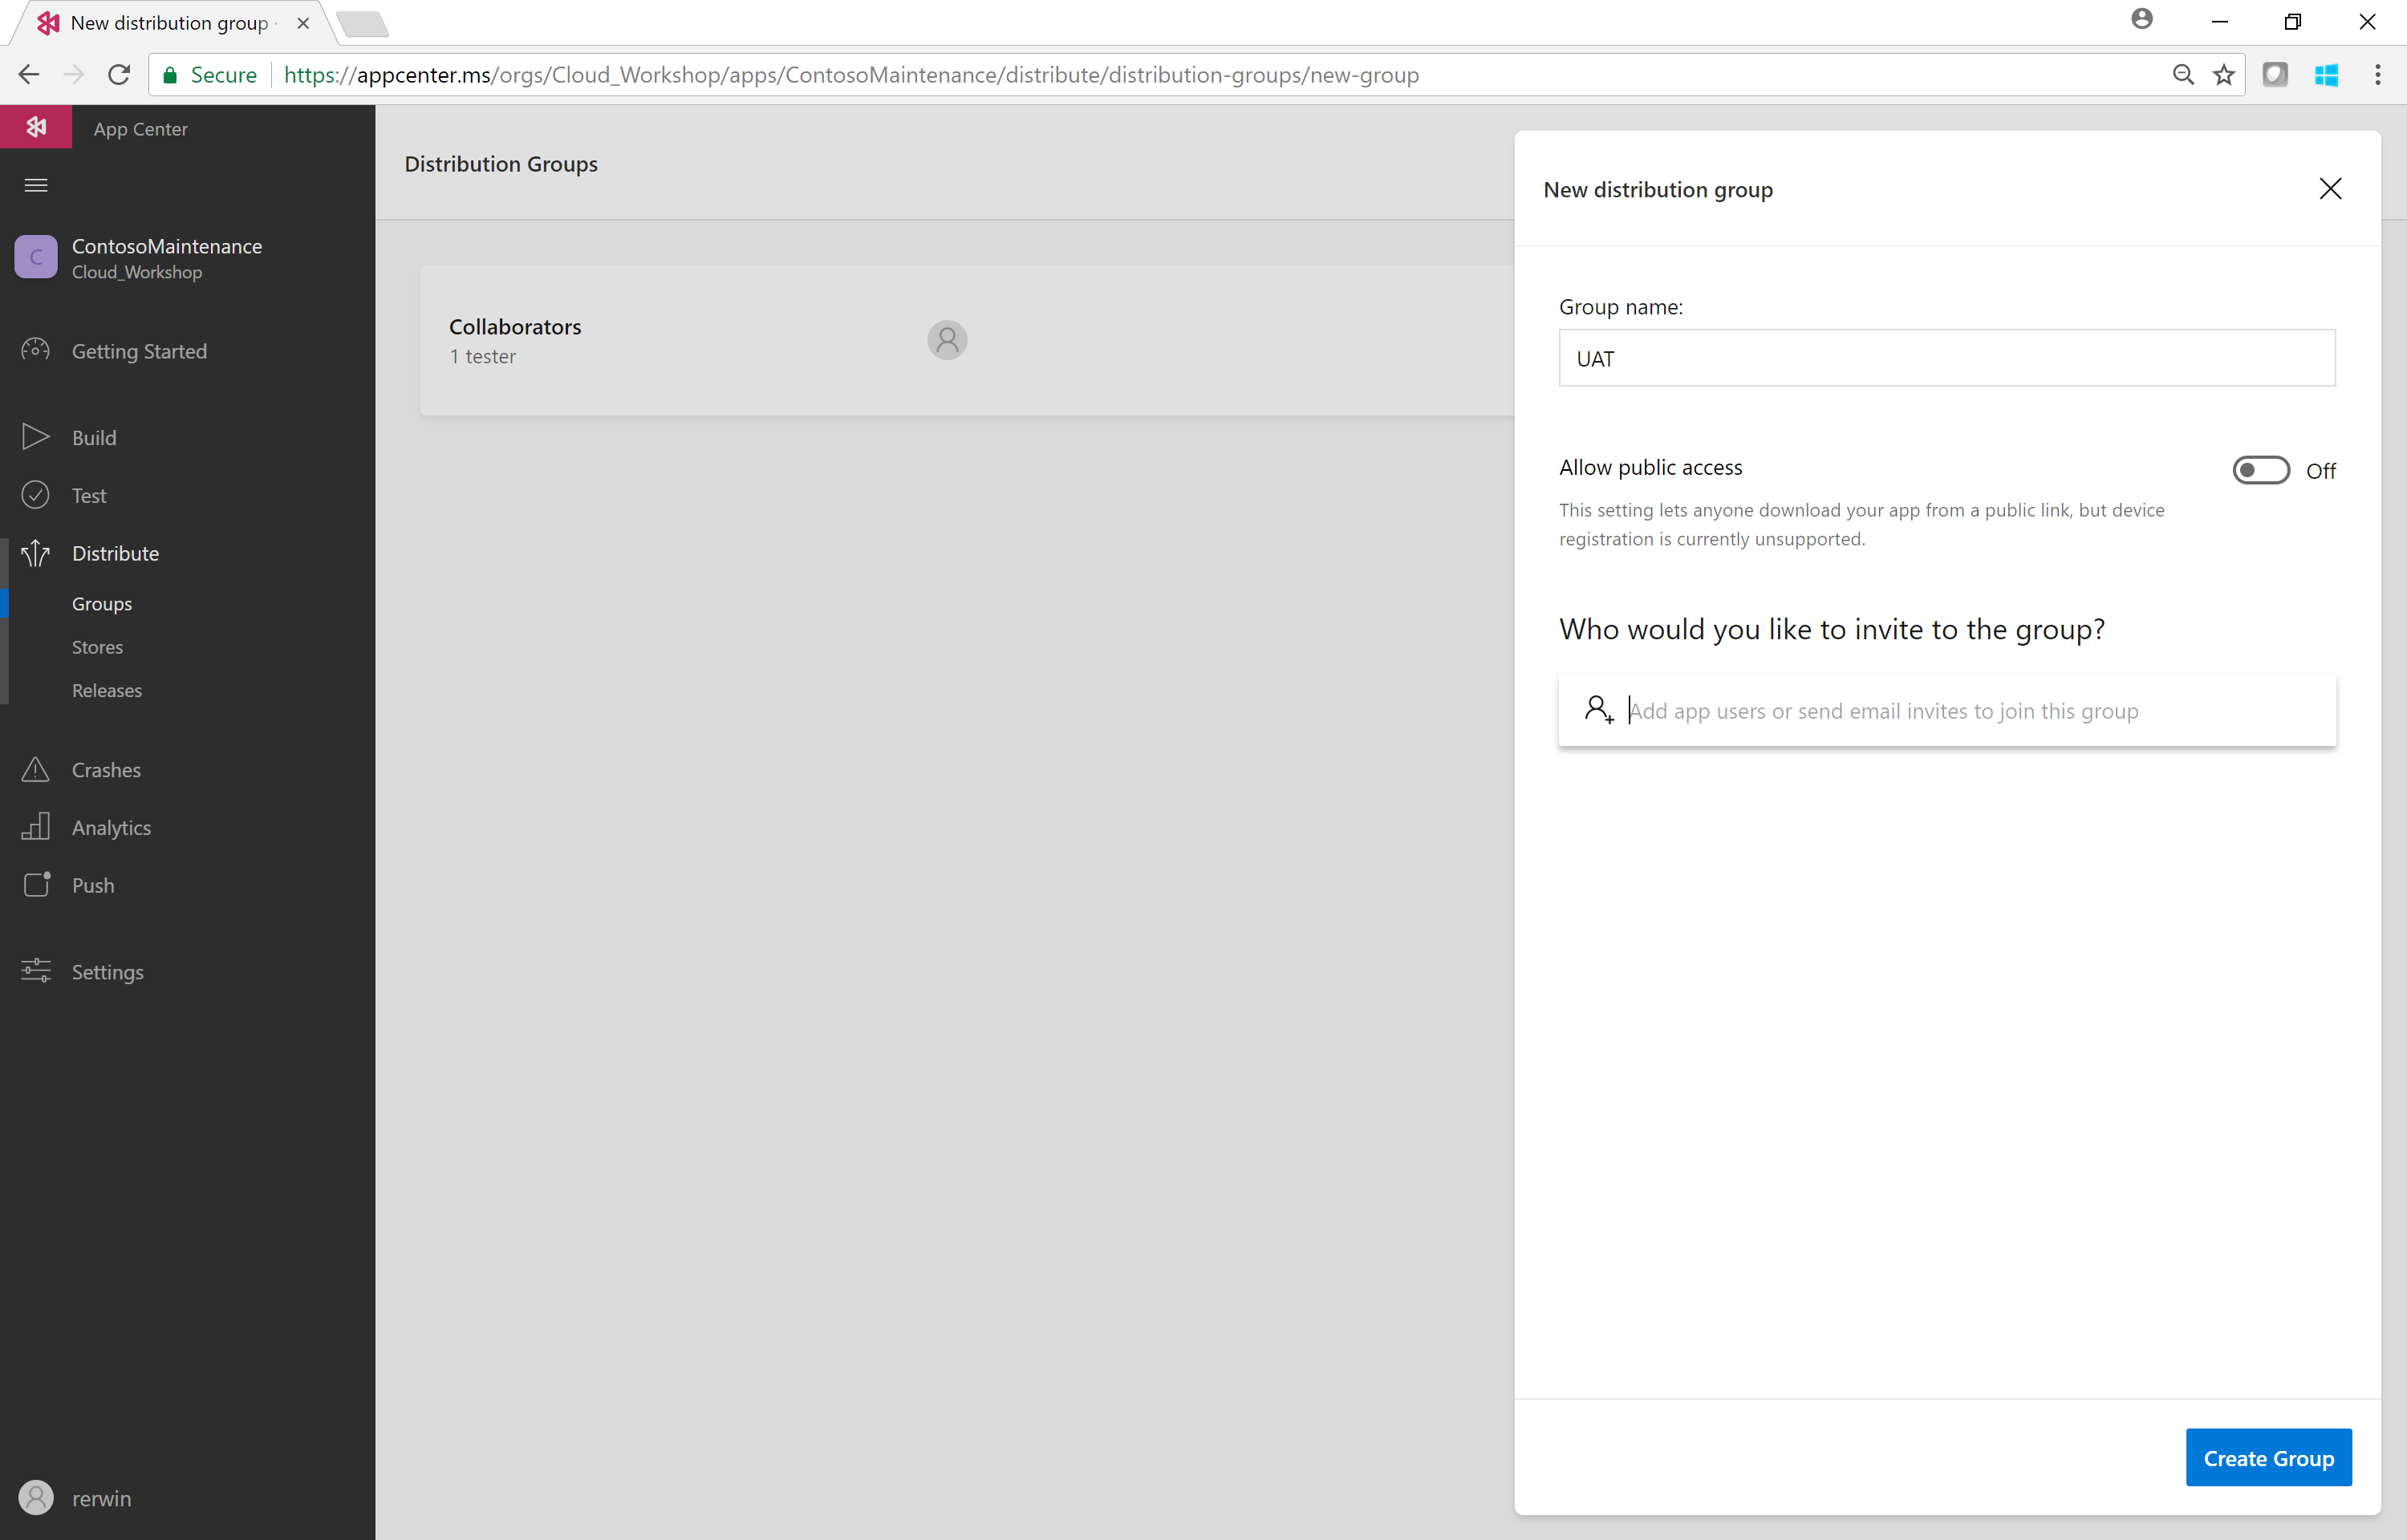 New distribution group
Secure
https://appcenter.ms/orgs/Cloud_Workshop/apps/ContosoMaintenance/distribute/distribution-groups/new-group
App Center
C
ContosoMaintenance
Cloud_Workshop
Getting Started
Build
Test
Distribute
Groups
Stores
Releases
Crashes
Analytics
Push
Settings
rerwin
Distribution Groups
Collaborators
1 tester
New distribution group
Group name:
UAT
Allow public access
Off
This setting lets anyone download your app from a public link, but device
registration is currently unsupported.
Who would you like to invite to the group?
Add app users or send email invites to join this group
Create Group